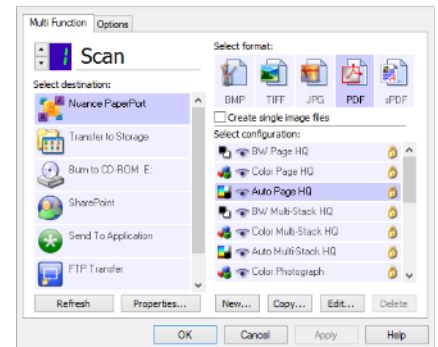 Multi Function Options
1 Scan
Select destination:
Nuance PaperPort
Transfer to Storage
Burn to CD-ROM E:
SharePoint
Send To Application
FTP Transfer
Refresh Properties...
Select format:
BMP TIFF JPG PDF sPDF
Create single image files
Select configuration:
BW Page HQ
Color Page HQ
Auto Page HQ
BW Multi-Stack HQ
Color Multi-Stack HQ
Auto Multi-Stack HQ
Color Photograph
New... Copy... Edit... Delete
OK Cancel Apply Help